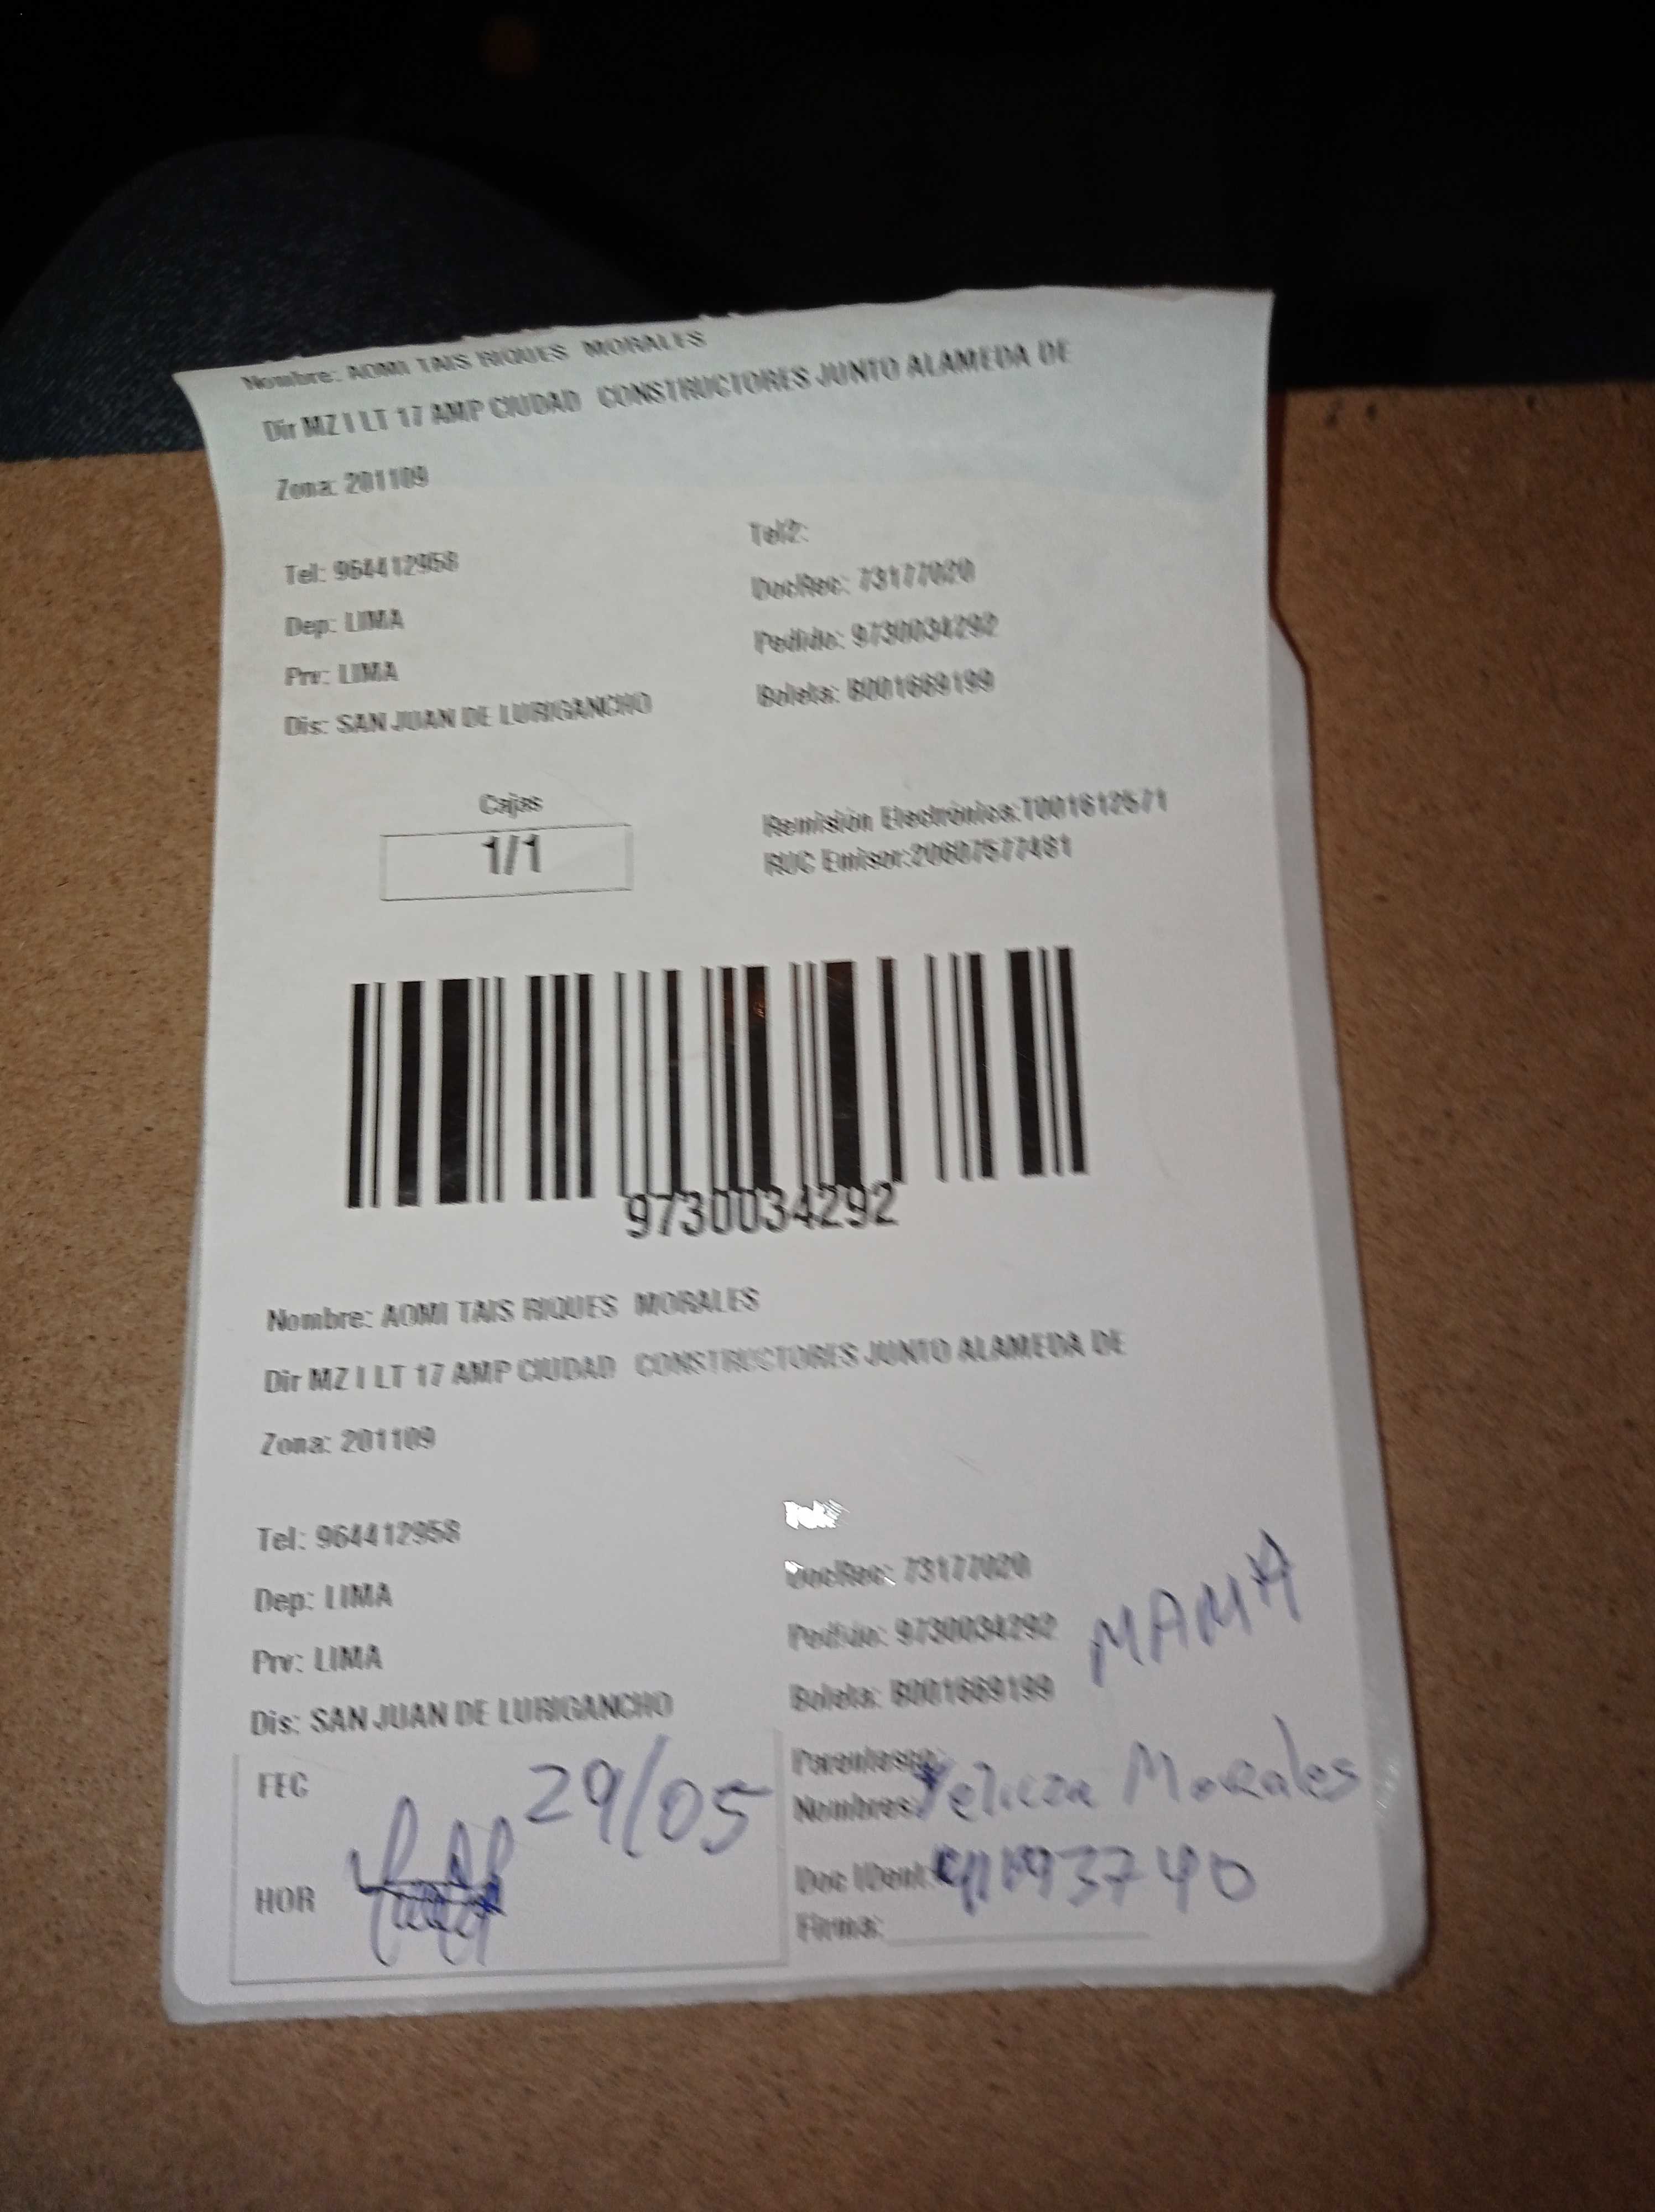 Nombre: AOMI TAIS RIQUES MORALES
Dir MZ I LT 17 AMP CIUDAD CONSTRUCTORES JUNTO ALAMEDA DE
Zona: 201109
Tel2:
Tel: 964412958
DocRec: 73177020
Dep: LIMA
Pedido: 9730034292
Prv: LIMA
Boleta: B001669199
Dis: SAN JUAN DE LURIGANCHO
Cajas
1/1
Remisión Electrónica:T001612571
RUC Emisor:20607577481
9730034292
Nombre: AOMI TAIS RIQUES MORALES
Dir MZ I LT 17 AMP CIUDAD CONSTRUCTORES JUNTO ALAMEDA DE
Zona: 201109
Tel: 964412958
DocRec: 73177020
Dep: LIMA
Pedido: 9730034292
MAMA
Prv: LIMA
Boleta: B001669199
Dis: SAN JUAN DE LURIGANCHO
FEC 29/05
Parentesco:
Nombres: Yelicza Morales
HOR
Doc IDent:
Firma: